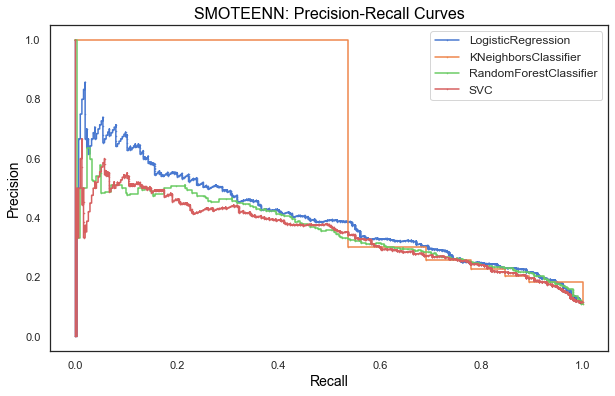 SMOTEENN: Precision-Recall Curves
LogisticRegression
KNeighborsClassifier
RandomForestClassifier
SVC
Precision
1.0
0.8
0.6
0.4
0.2
0.0
0.0 0.2 0.4 0.6 0.8 1.0
Recall